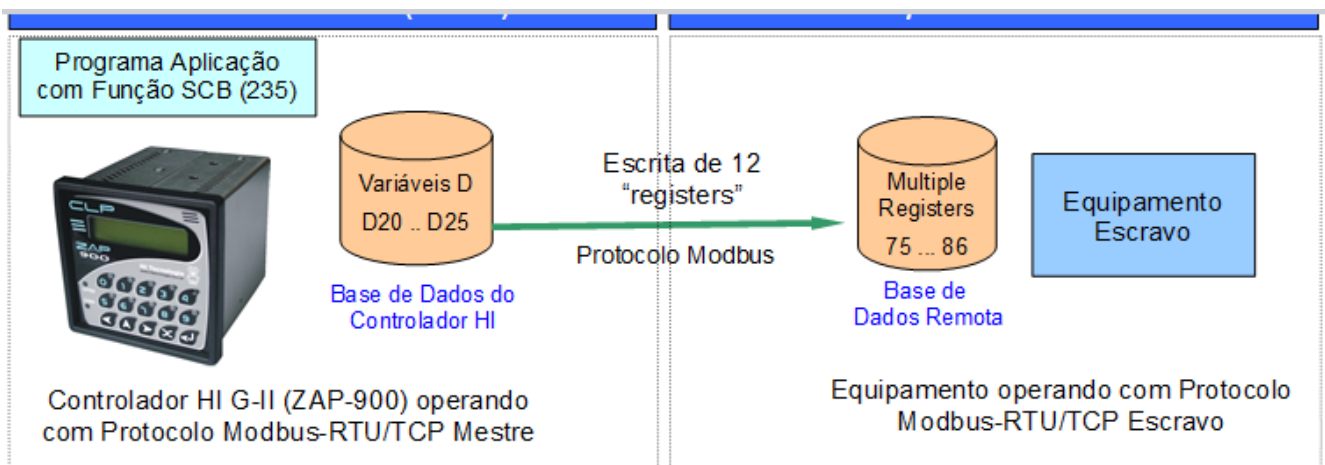 Programa Aplicação
com Função SCB (235)
CLP
ZAP
900
Variáveis D
D20 .. D25
Base de Dados do
Controlador HI
Controlador HI G-II (ZAP-900) operando
com Protocolo Modbus-RTU/TCP Mestre
Escrita de 12
“registers”
Protocolo Modbus
Multiple
Registers
75 ... 86
Base de
Dados Remota
Equipamento
Escravo
Equipamento operando com Protocolo
Modbus-RTU/TCP Escravo